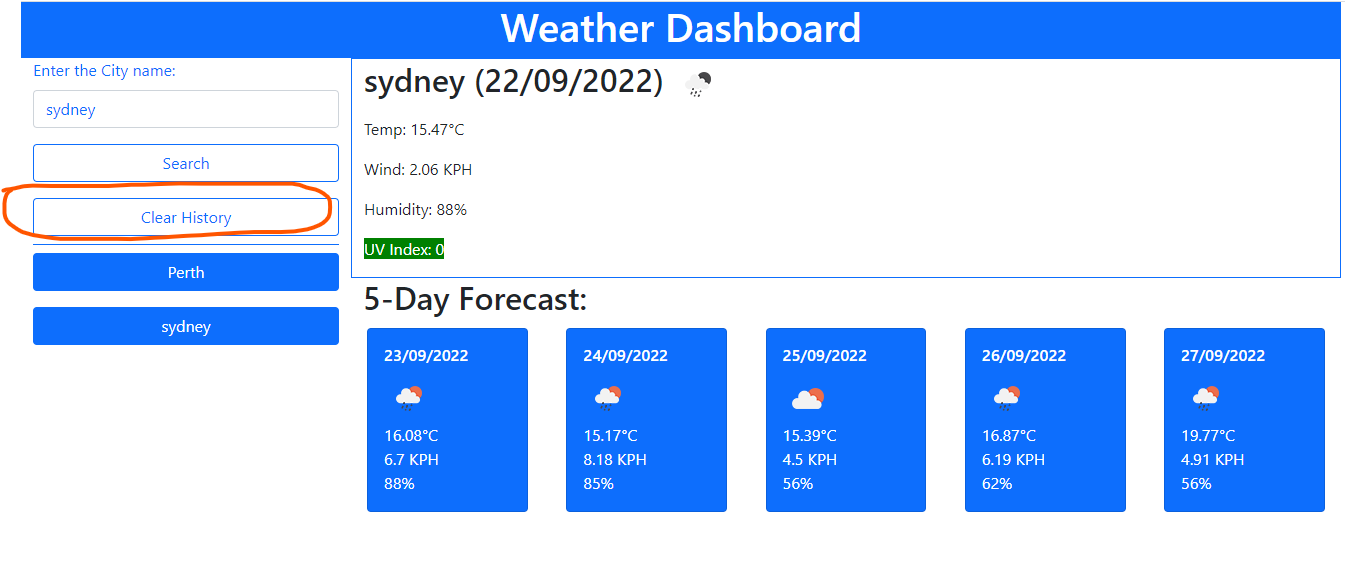 Weather Dashboard
Enter the City name:
sydney
Search
Clear History
Perth
sydney
sydney (22/09/2022)
Temp: 15.47°C
Wind: 2.06 KPH
Humidity: 88%
UV Index: 0
5-Day Forecast:
23/09/2022
16.08°C
6.7 KPH
88%
24/09/2022
15.17°C
8.18 KPH
85%
25/09/2022
15.39°C
4.5 KPH
56%
26/09/2022
16.87°C
6.19 KPH
62%
27/09/2022
19.77°C
4.91 KPH
56%